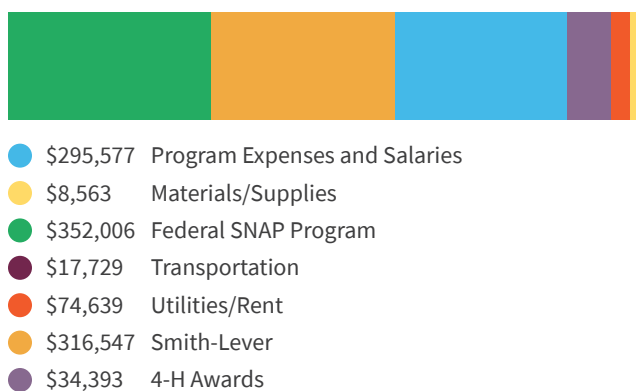 $295,577 Program Expenses and Salaries
$8,563 Materials/Supplies
$352,006 Federal SNAP Program
$17,729 Transportation
$74,639 Utilities/Rent
$316,547 Smith-Lever
$34,393 4-H Awards